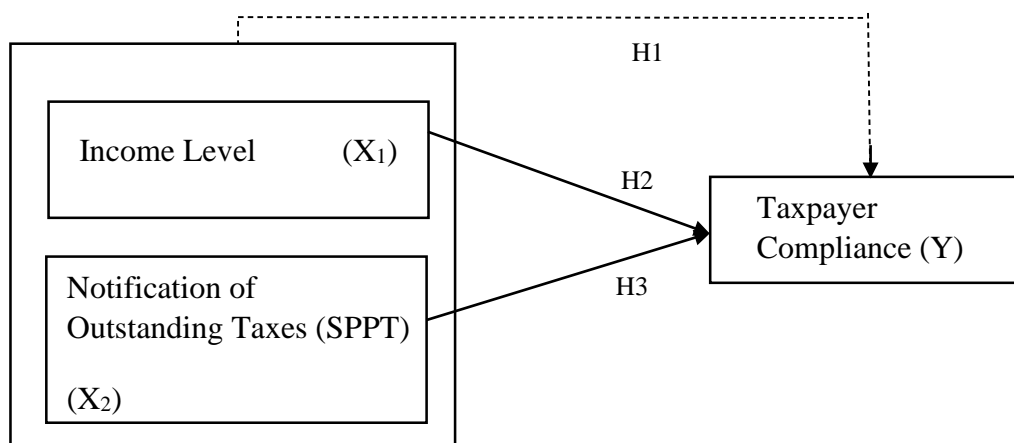 H1
Income Level (X₁)
H2
Taxpayer
Compliance (Y)
Notification of
Outstanding Taxes (SPPT)
(X₂)
H3